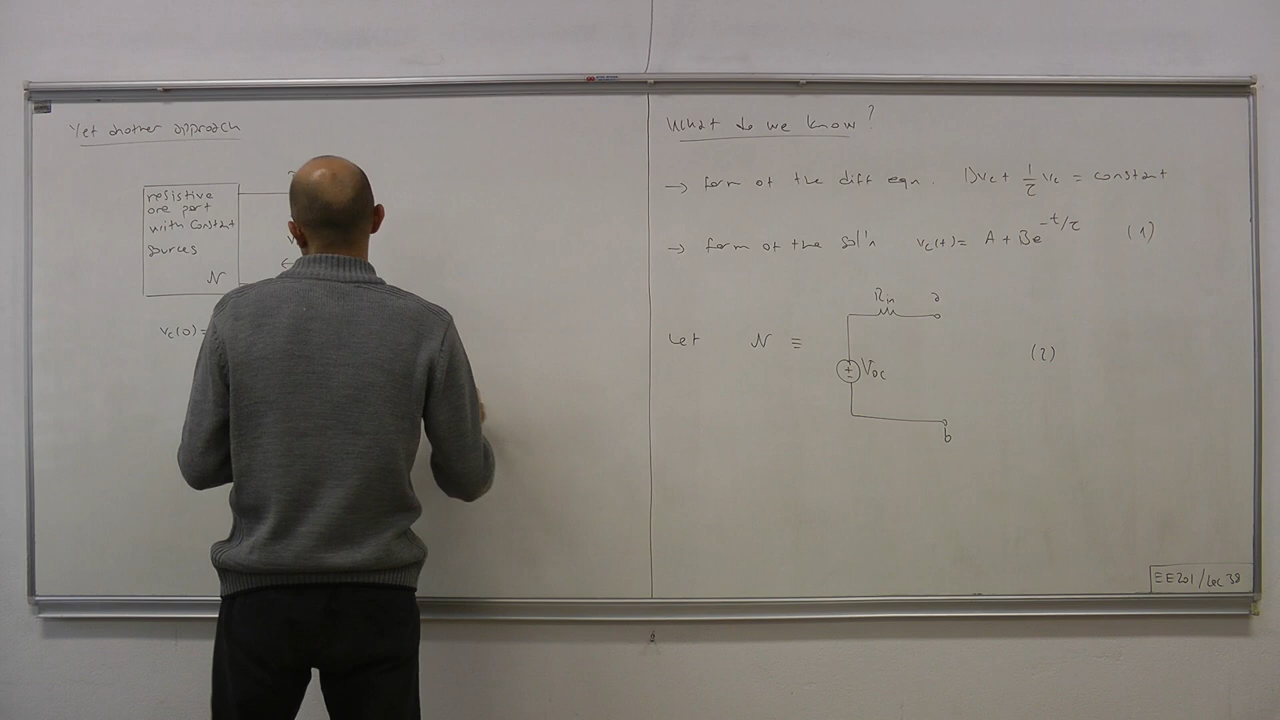 Yet another approach
resistive
one port
with constant
sources
N
vc(0)=
What do we know?
→ form of the diff eqn. Dvc + 1/τ vc = constant
→ form of the sol'n vc(t) = A + Be^-t/τ (1)
Let N ≡
Rin
a
Voc
b
(2)
EE201/Lec 38